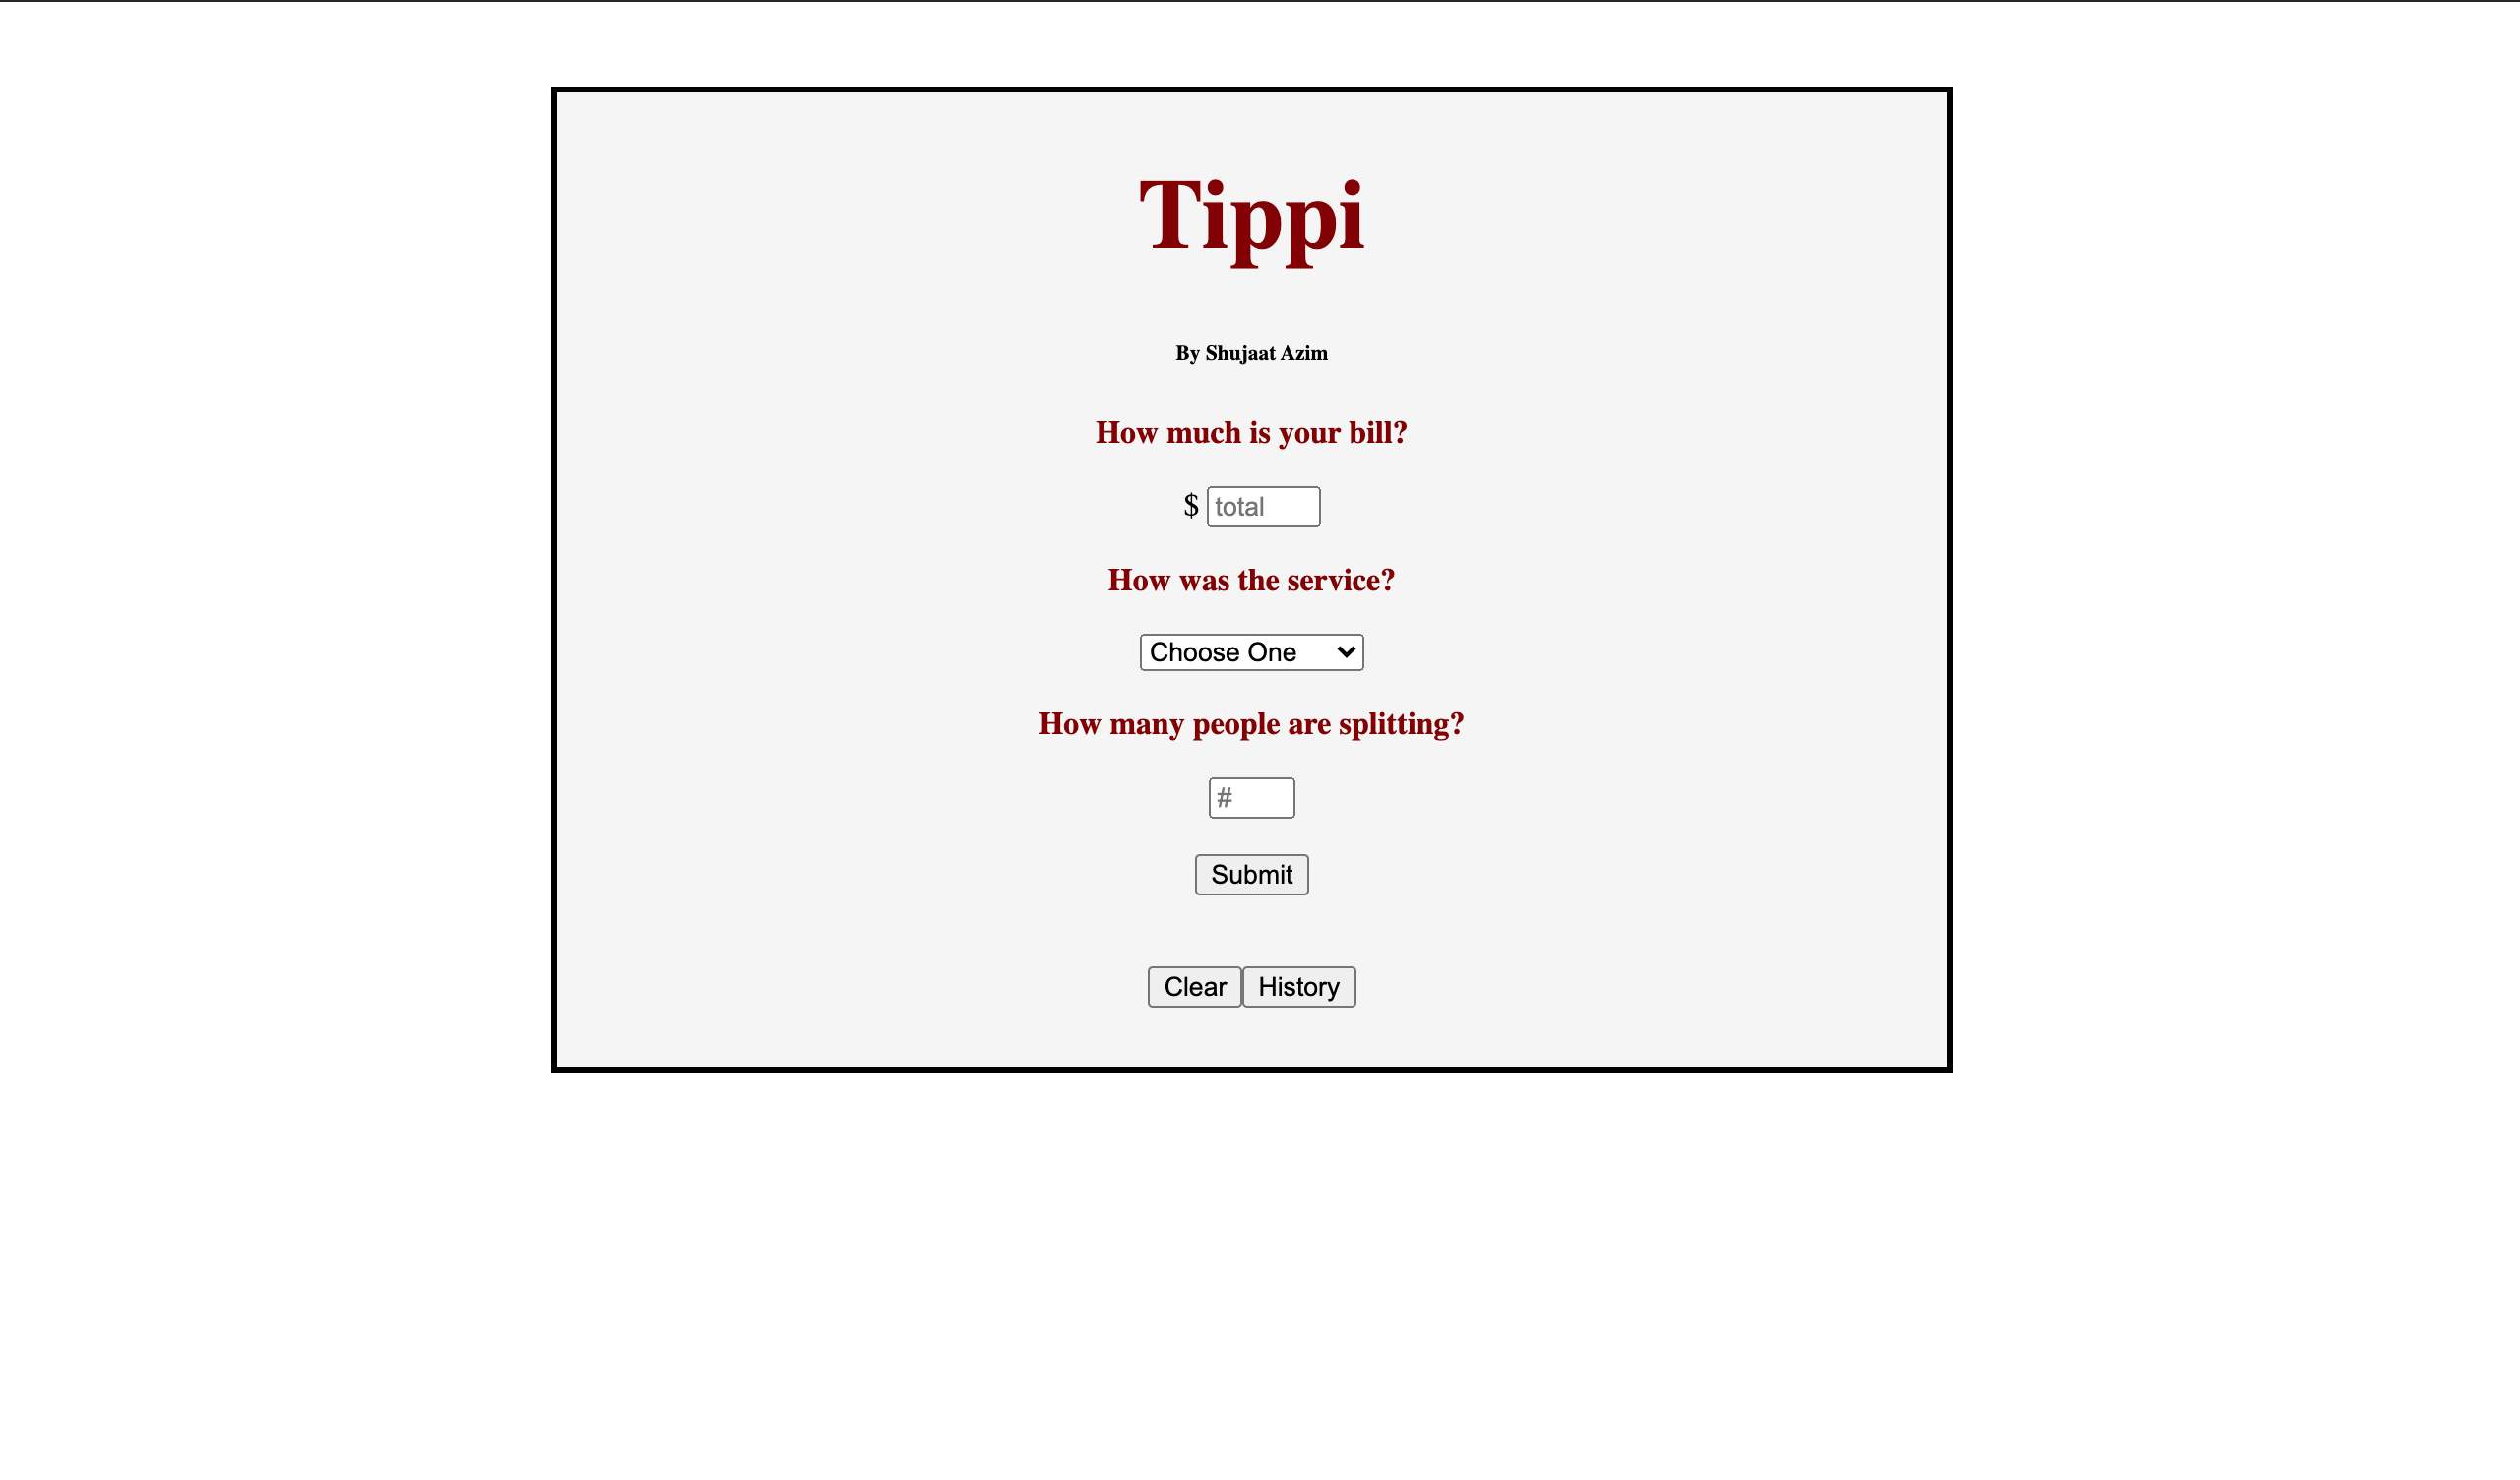 Tippi
By Shujaat Azim
How much is your bill?
$ total
How was the service?
Choose One
How many people are splitting?
#
Submit
Clear History